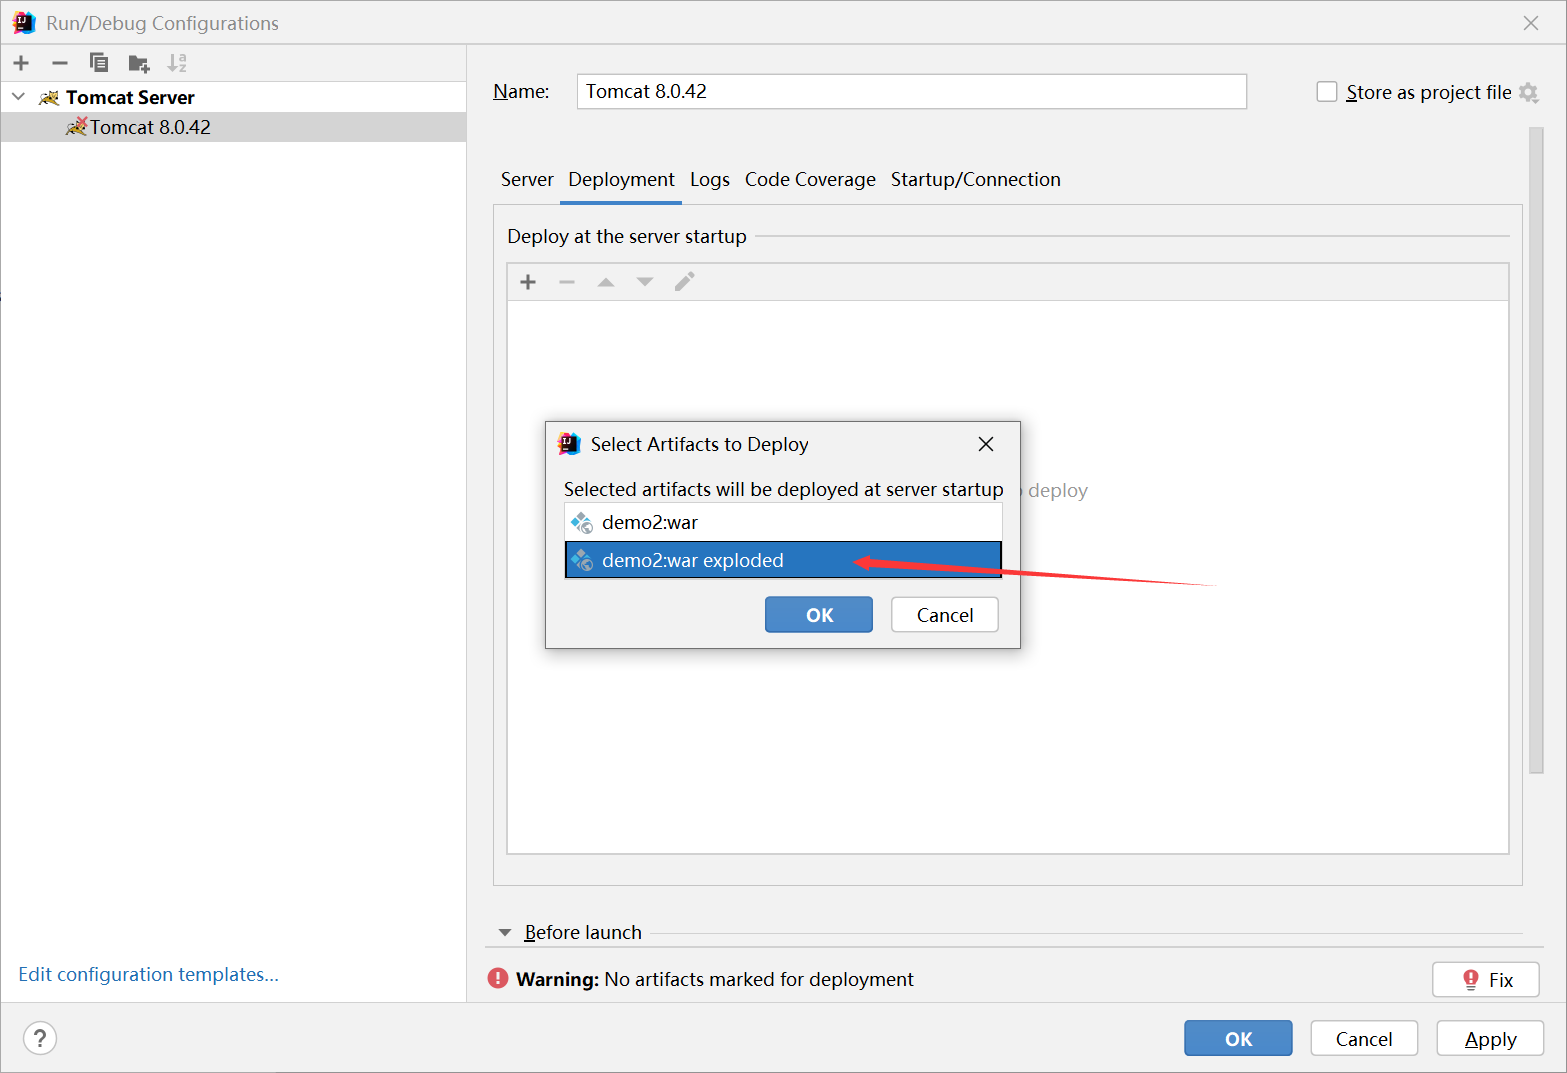 Run/Debug Configurations
Tomcat Server
Tomcat 8.0.42
Edit configuration templates...
Name:
Tomcat 8.0.42
Store as project file
Server
Deployment
Logs
Code Coverage
Startup/Connection
Deploy at the server startup
deploy
Select Artifacts to Deploy
Selected artifacts will be deployed at server startup
demo2:war
demo2:war exploded
OK
Cancel
Before launch
Warning: No artifacts marked for deployment
Fix
?
OK
Cancel
Apply